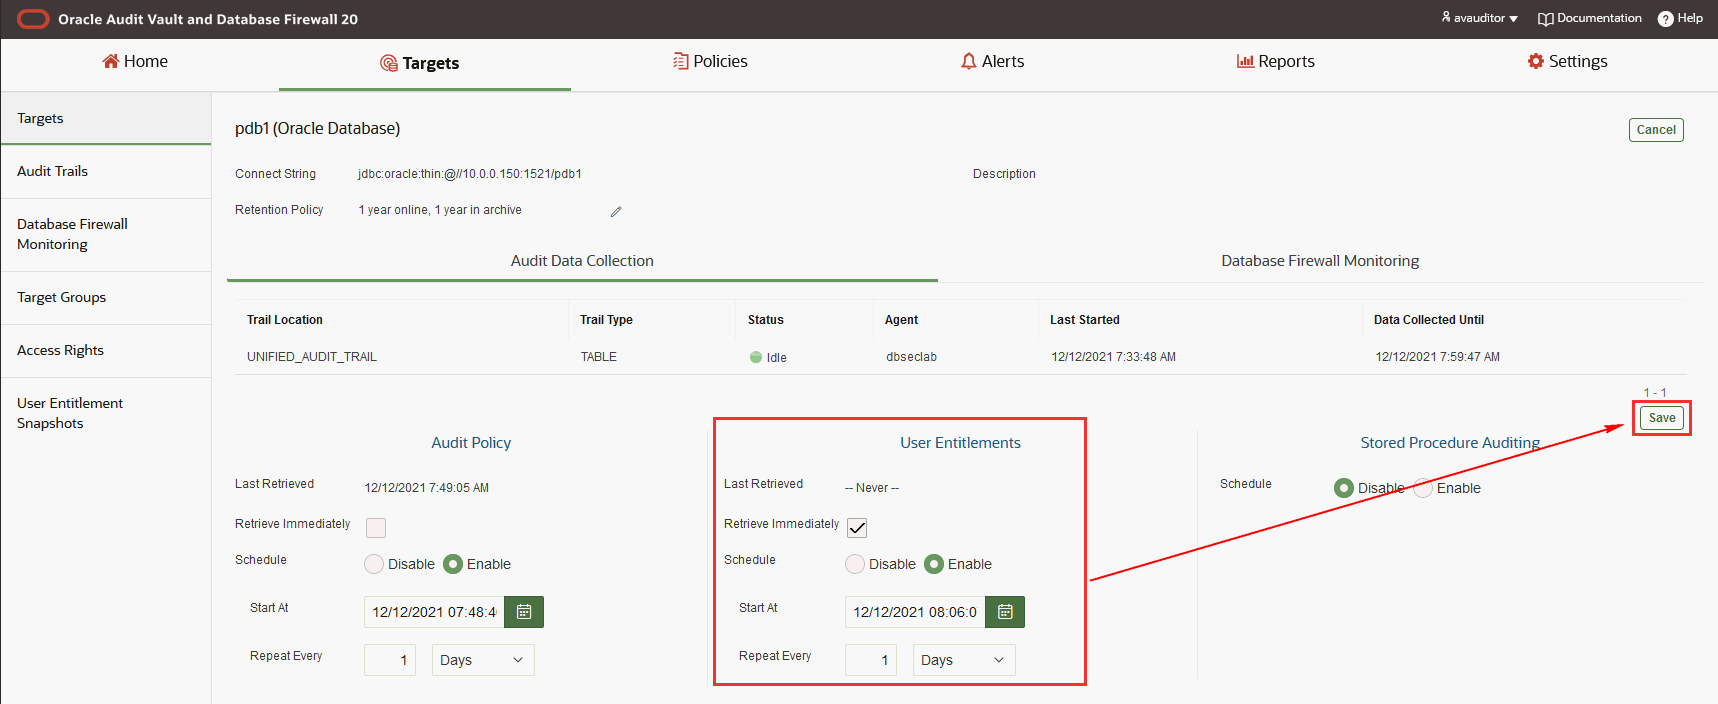 Oracle Audit Vault and Database Firewall 20
avauditor
Documentation
? Help
Home
Targets
Policies
Alerts
Reports
Settings
Targets
Audit Trails
Database Firewall
Monitoring
Target Groups
Access Rights
User Entitlement
Snapshots
pdb1 (Oracle Database)
Cancel
Connect String jdbc:oracle:thin:@//10.0.0.150:1521/pdb1
Description
Retention Policy 1 year online, 1 year in archive
Audit Data Collection
Database Firewall Monitoring
Trail Location Trail Type Status Agent Last Started Data Collected Until
UNIFIED_AUDIT_TRAIL TABLE Idle dbseclab 12/12/2021 7:33:48 AM 12/12/2021 7:59:47 AM
1 - 1
Save
Audit Policy
Last Retrieved 12/12/2021 7:49:05 AM
Retrieve Immediately
Schedule Disable Enable
Start At 12/12/2021 07:48:4
Repeat Every 1 Days
User Entitlements
Last Retrieved -- Never --
Retrieve Immediately
Schedule Disable Enable
Start At 12/12/2021 08:06:0
Repeat Every 1 Days
Stored Procedure Auditing
Schedule Disable Enable